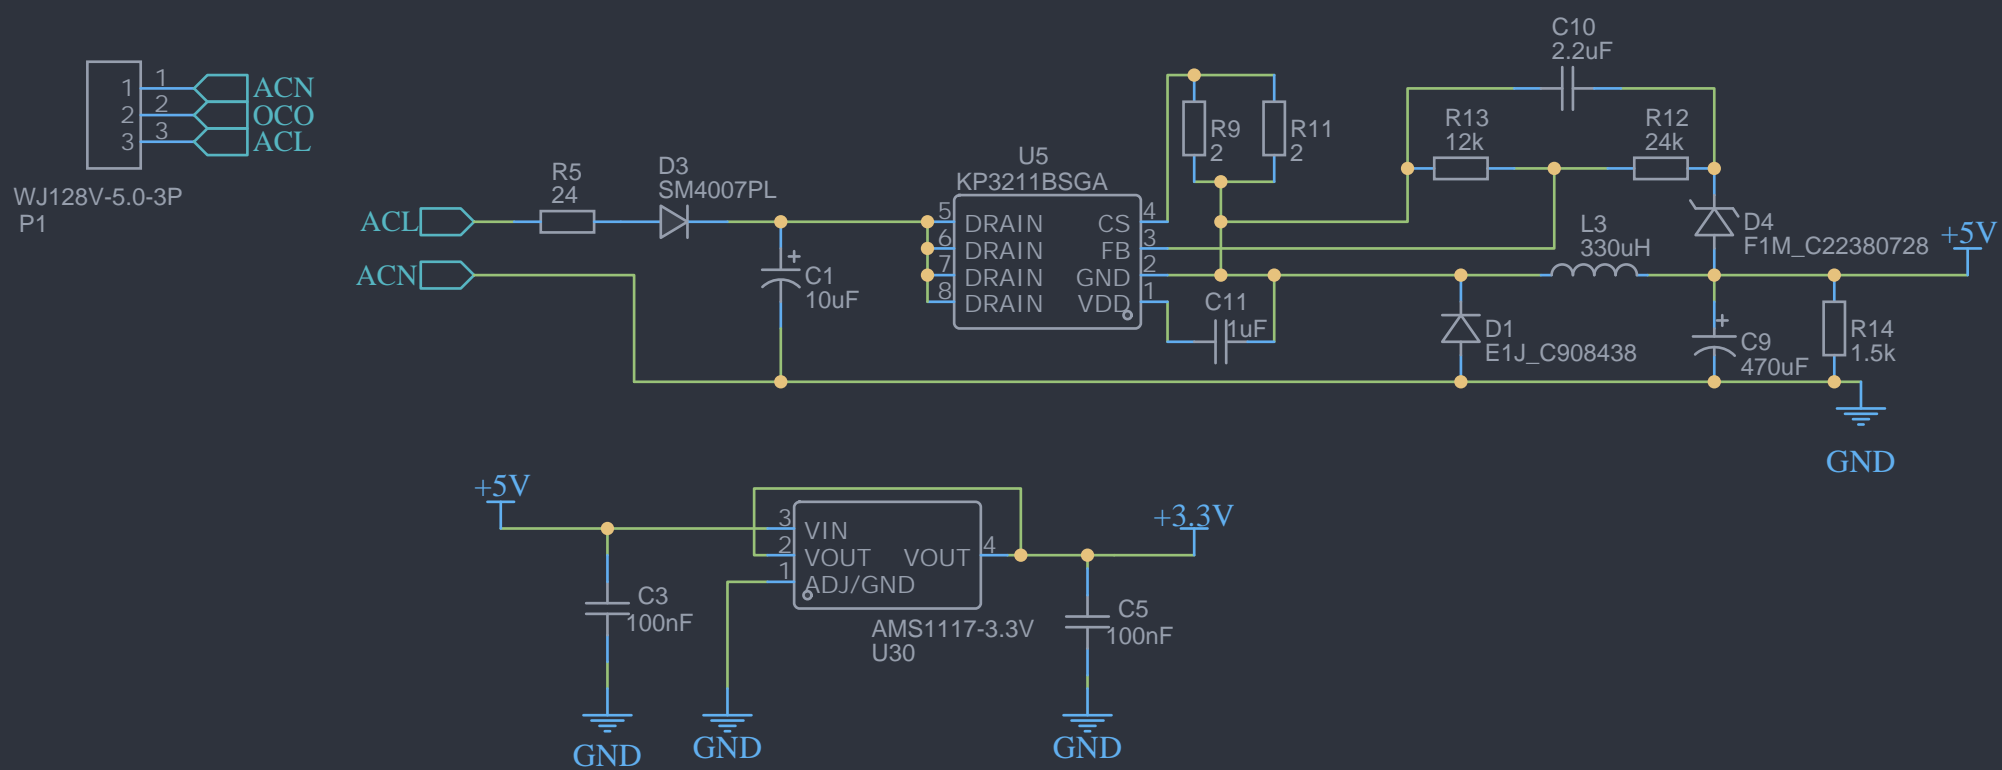 1
2
3
1
2
3
ACN
OCO
ACL
WJ128V-5.0-3P
P1
ACL
ACN
R5
24
D3
SM4007PL
+
C1
10uF
U5
KP3211BSGA
5
6
7
8
DRAIN
DRAIN
DRAIN
DRAIN
CS
FB
GND
VDD
4
3
2
1
R9
2
R11
2
C11
1uF
C10
2.2uF
R13
12k
R12
24k
L3
330uH
D4
F1M_C22380728
+5V
D1
E1J_C908438
+
C9
470uF
R14
1.5k
GND
+5V
C3
100nF
GND
3
2
1
VIN
VOUT
ADJ/GND
VOUT
4
AMS1117-3.3V
U30
GND
+3.3V
C5
100nF
GND